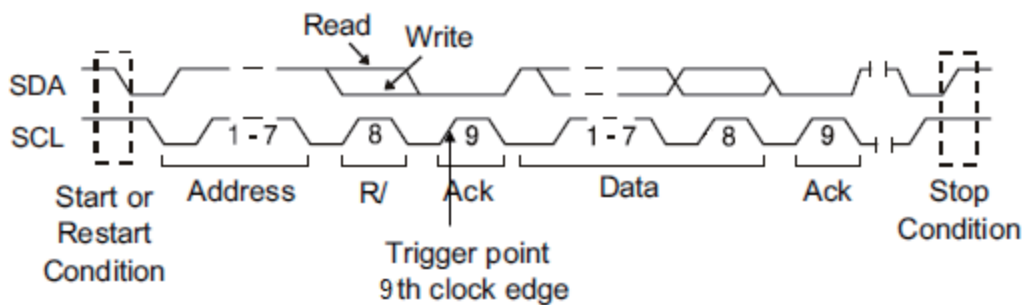 Read
Write
SDA
SCL
1 - 7
8
9
1 - 7
8
9
Address
R/
Ack
Data
Ack
Start or
Restart
Condition
Stop
Condition
Trigger point
9th clock edge